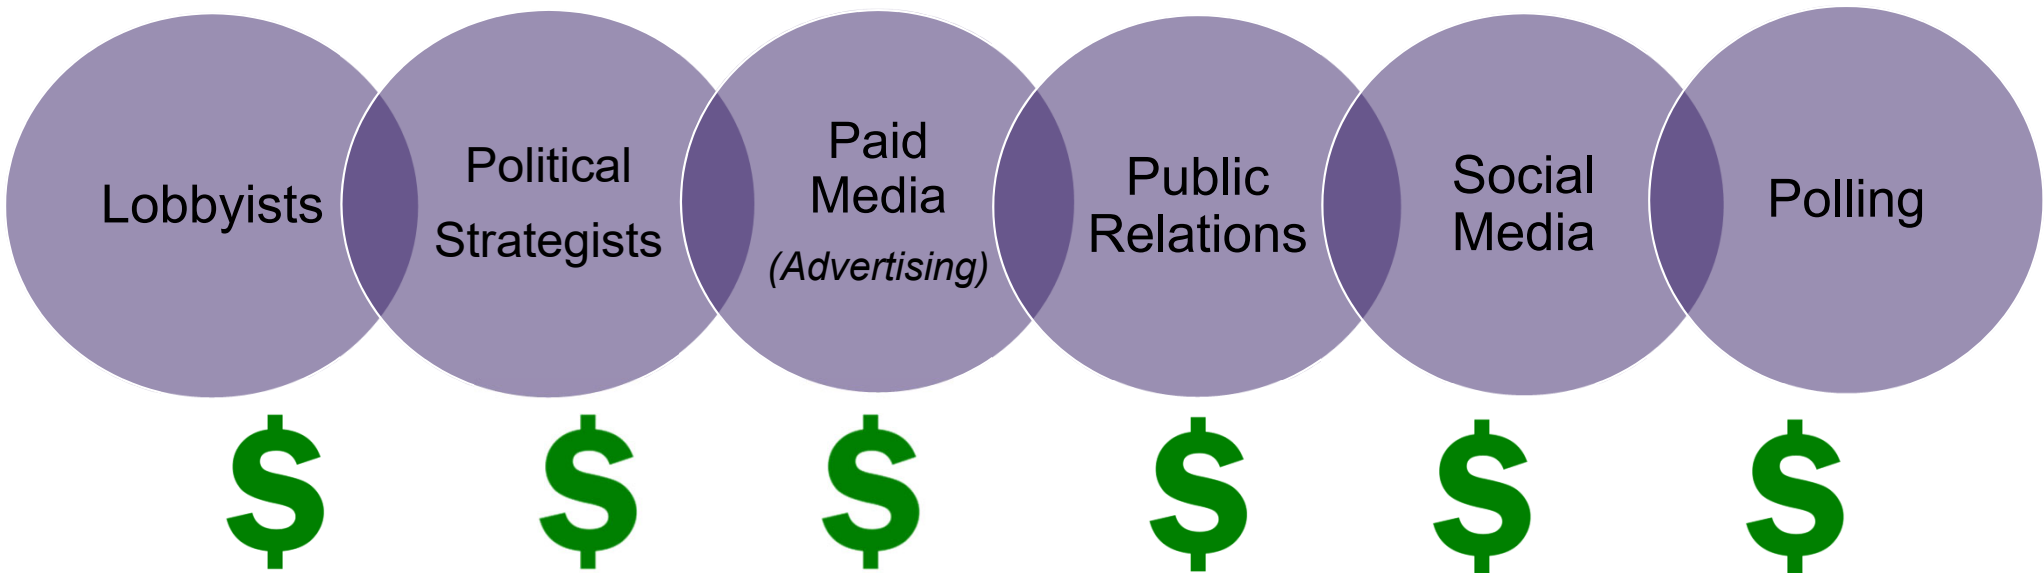 Lobbyists
Political
Strategists
Paid
Media
(Advertising)
Public
Relations
Social
Media
Polling
$ $ $ $ $ $